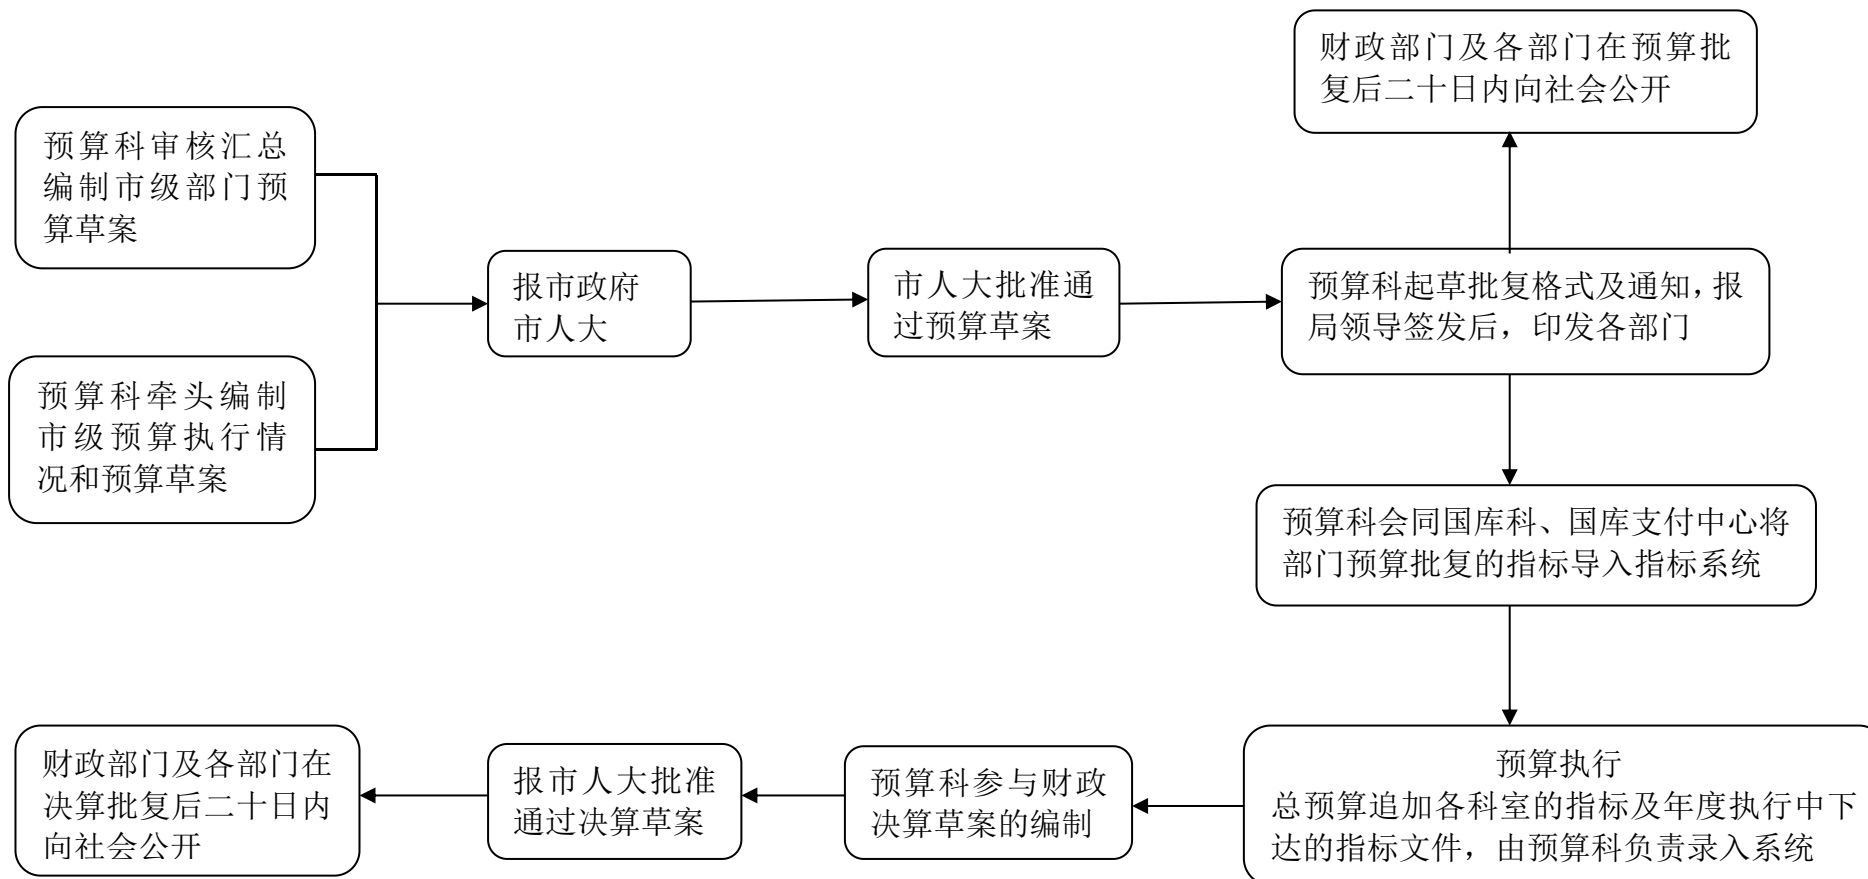 财政部门及各部门在预算批
复后二十日内向社会公开
预算科审核汇总
编制市级部门预
算草案
报市政府
市人大
市人大批准通
过预算草案
预算科起草批复格式及通知，报
局领导签发后，印发各部门
预算科牵头编制
市级预算执行情
况和预算草案
预算科会同国库科、国库支付中心将
部门预算批复的指标导入指标系统
预算执行
总预算追加各科室的指标及年度执行中下
达的指标文件，由预算科负责录入系统
预算科参与财政
决算草案的编制
报市人大批准
通过决算草案
财政部门及各部门在
决算批复后二十日内
向社会公开